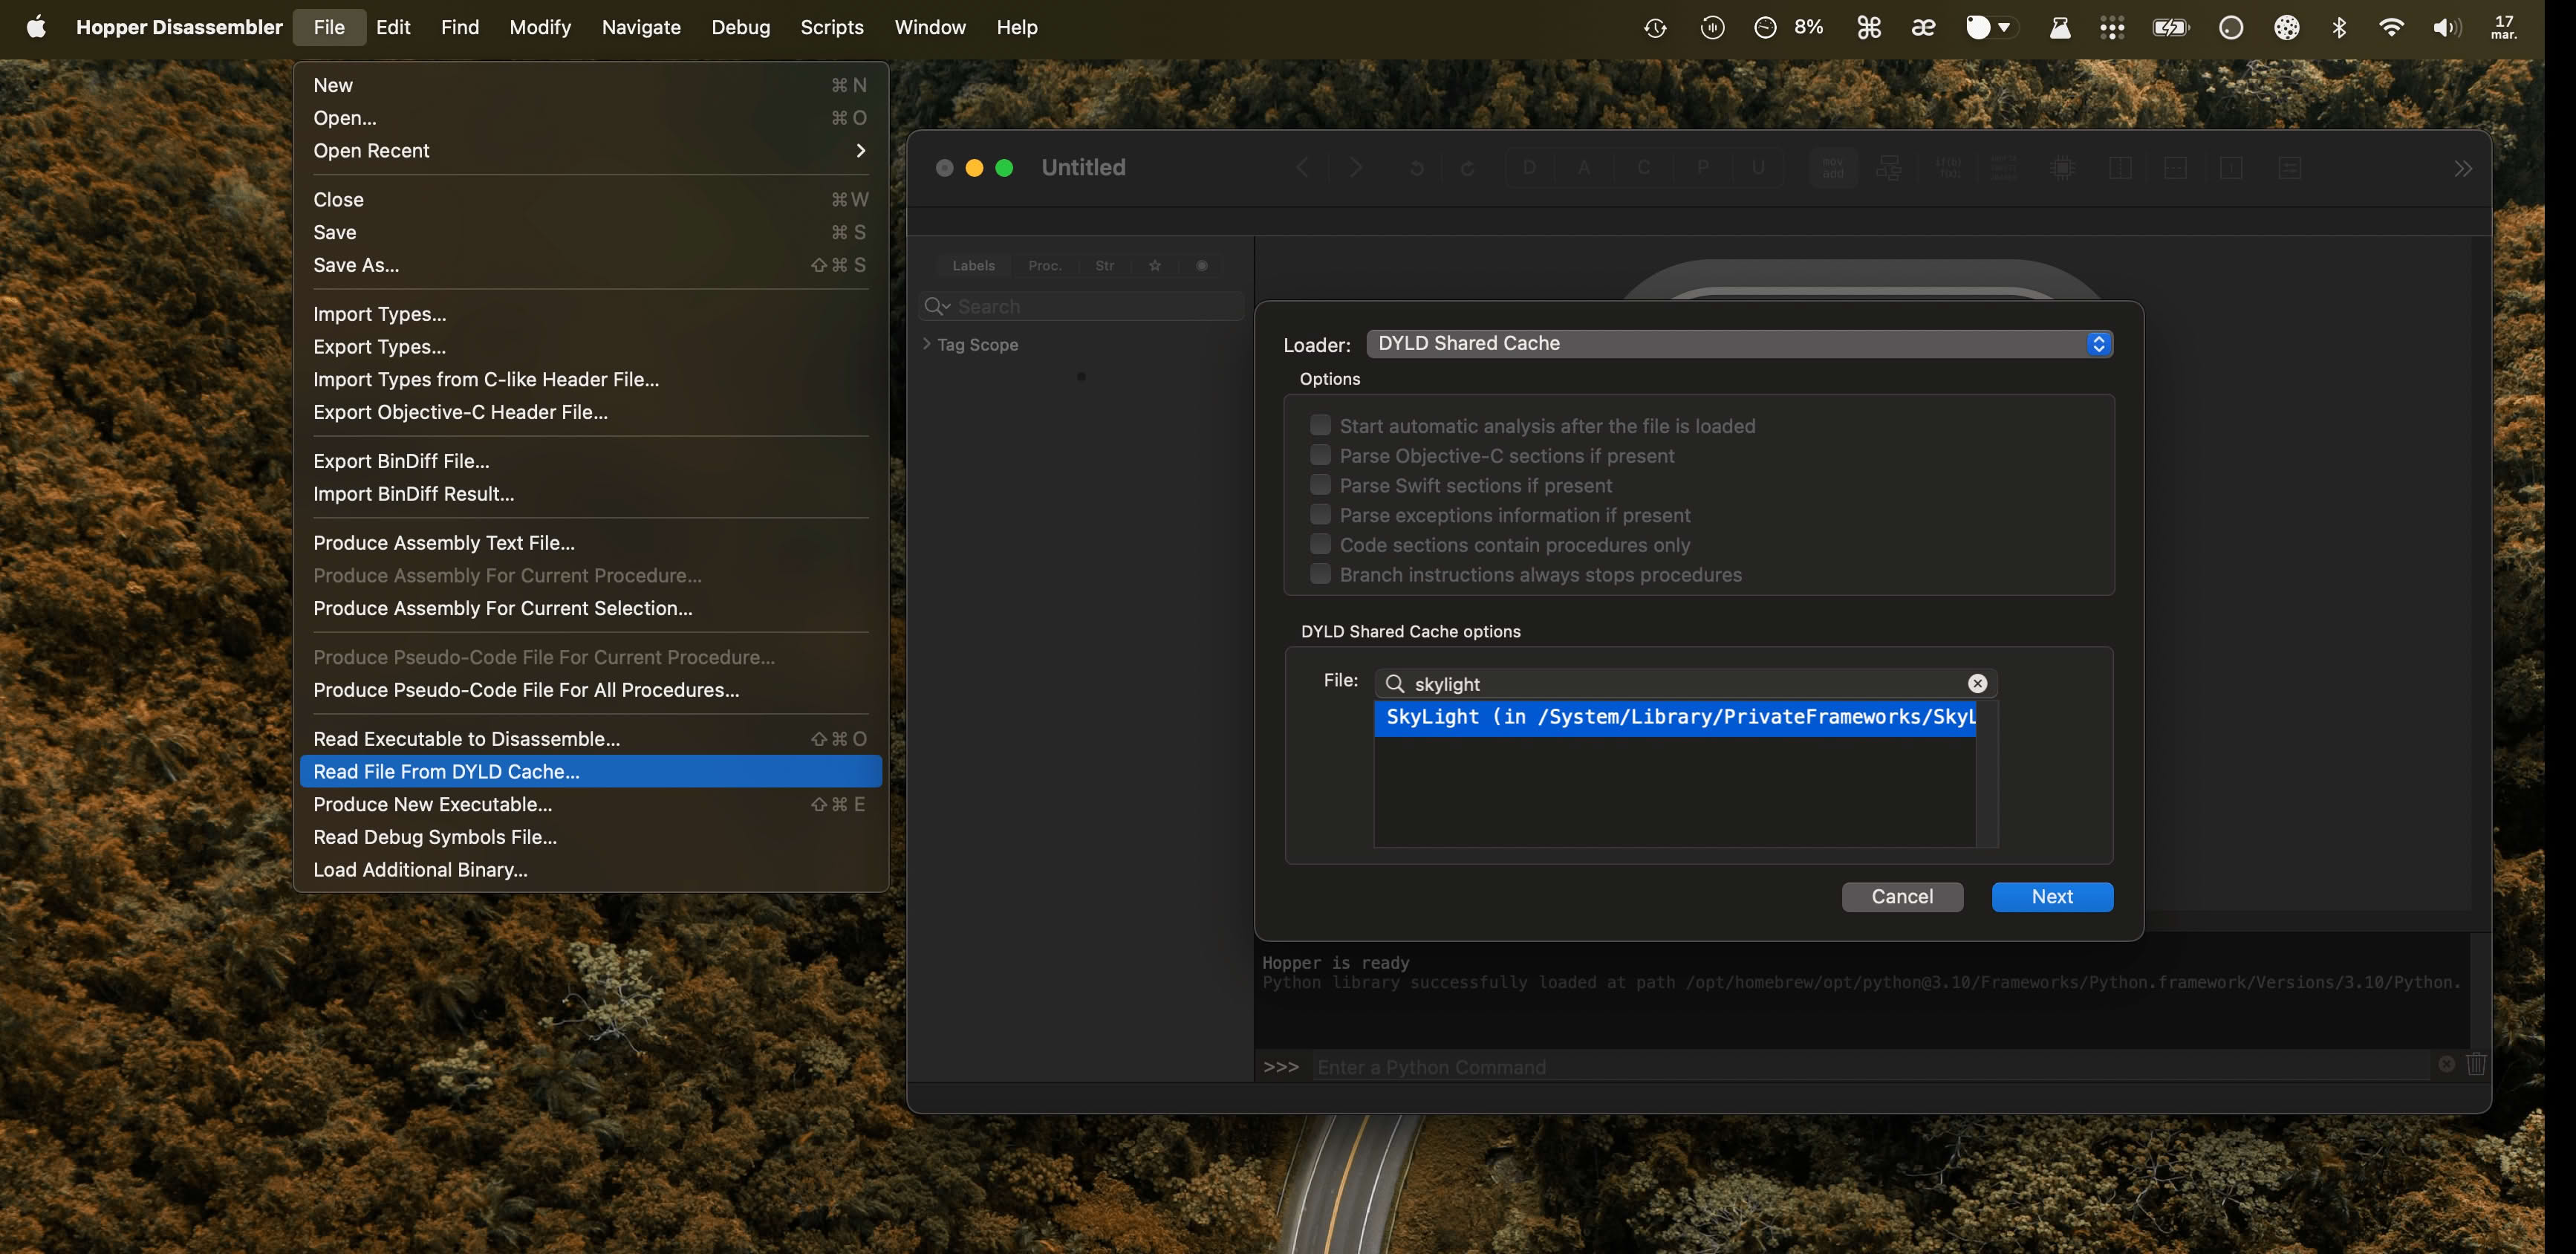 Hopper Disassembler File Edit Find Modify Navigate Debug Scripts Window Help 8% ⌘ æ 17 mar.
New ⌘ N
Open... ⌘ O
Open Recent
Close ⌘ W
Save ⌘ S
Save As... ⇧⌘ S
Import Types...
Export Types...
Import Types from C-like Header File...
Export Objective-C Header File...
Export BinDiff File...
Import BinDiff Result...
Produce Assembly Text File...
Produce Assembly For Current Procedure...
Produce Assembly For Current Selection...
Produce Pseudo-Code File For Current Procedure...
Produce Pseudo-Code File For All Procedures...
Read Executable to Disassemble... ⇧⌘ O
Read File From DYLD Cache...
Produce New Executable... ⇧⌘ E
Read Debug Symbols File...
Load Additional Binary...
Untitled D A C P U mov add if(b) f(x);
Labels Proc. Str
Search
Tag Scope
Loader: DYLD Shared Cache
Options
Start automatic analysis after the file is loaded
Parse Objective-C sections if present
Parse Swift sections if present
Parse exceptions information if present
Code sections contain procedures only
Branch instructions always stops procedures
DYLD Shared Cache options
File: skylight
SkyLight (in /System/Library/PrivateFrameworks/SkyL
Cancel Next
Hopper is ready
Python library successfully loaded at path /opt/homebrew/opt/python@3.10/Frameworks/Python.framework/Versions/3.10/Python.
>>> Enter a Python Command